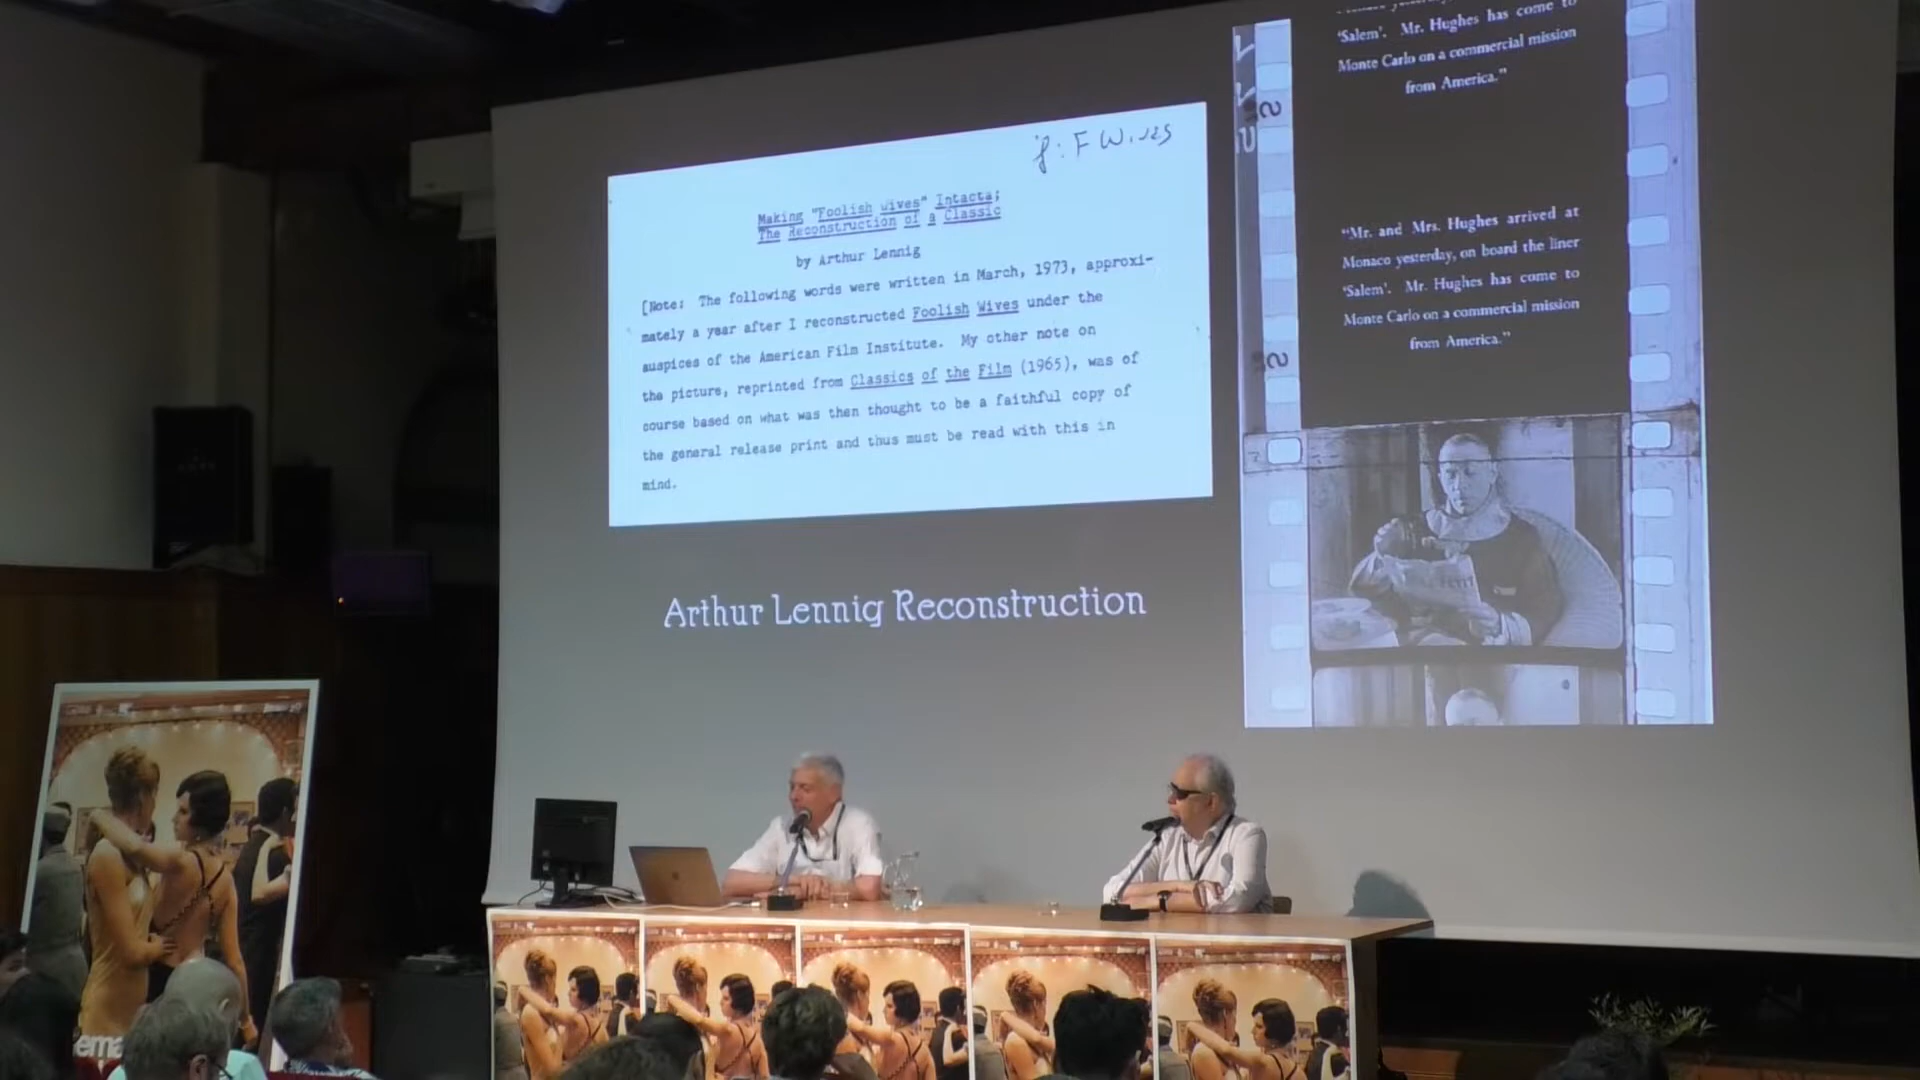 f: F W. 
Making "Foolish Wives" Intacta;
The Reconstruction of a Classic
by Arthur Lennig
[Note: The following words were written in March, 1973, approxi-
mately a year after I reconstructed Foolish Wives under the
auspices of the American Film Institute. My other note on
the picture, reprinted from Classics of the Film (1965), was of
course based on what was then thought to be a faithful copy of
the general release print and thus must be read with this in
mind.
Arthur Lennig Reconstruction
'Salem'. Mr. Hughes has come to
Monte Carlo on a commercial mission
from America."
"Mr. and Mrs. Hughes arrived at
Monaco yesterday, on board the liner
'Salem'. Mr. Hughes has come to
Monte Carlo on a commercial mission
from America."